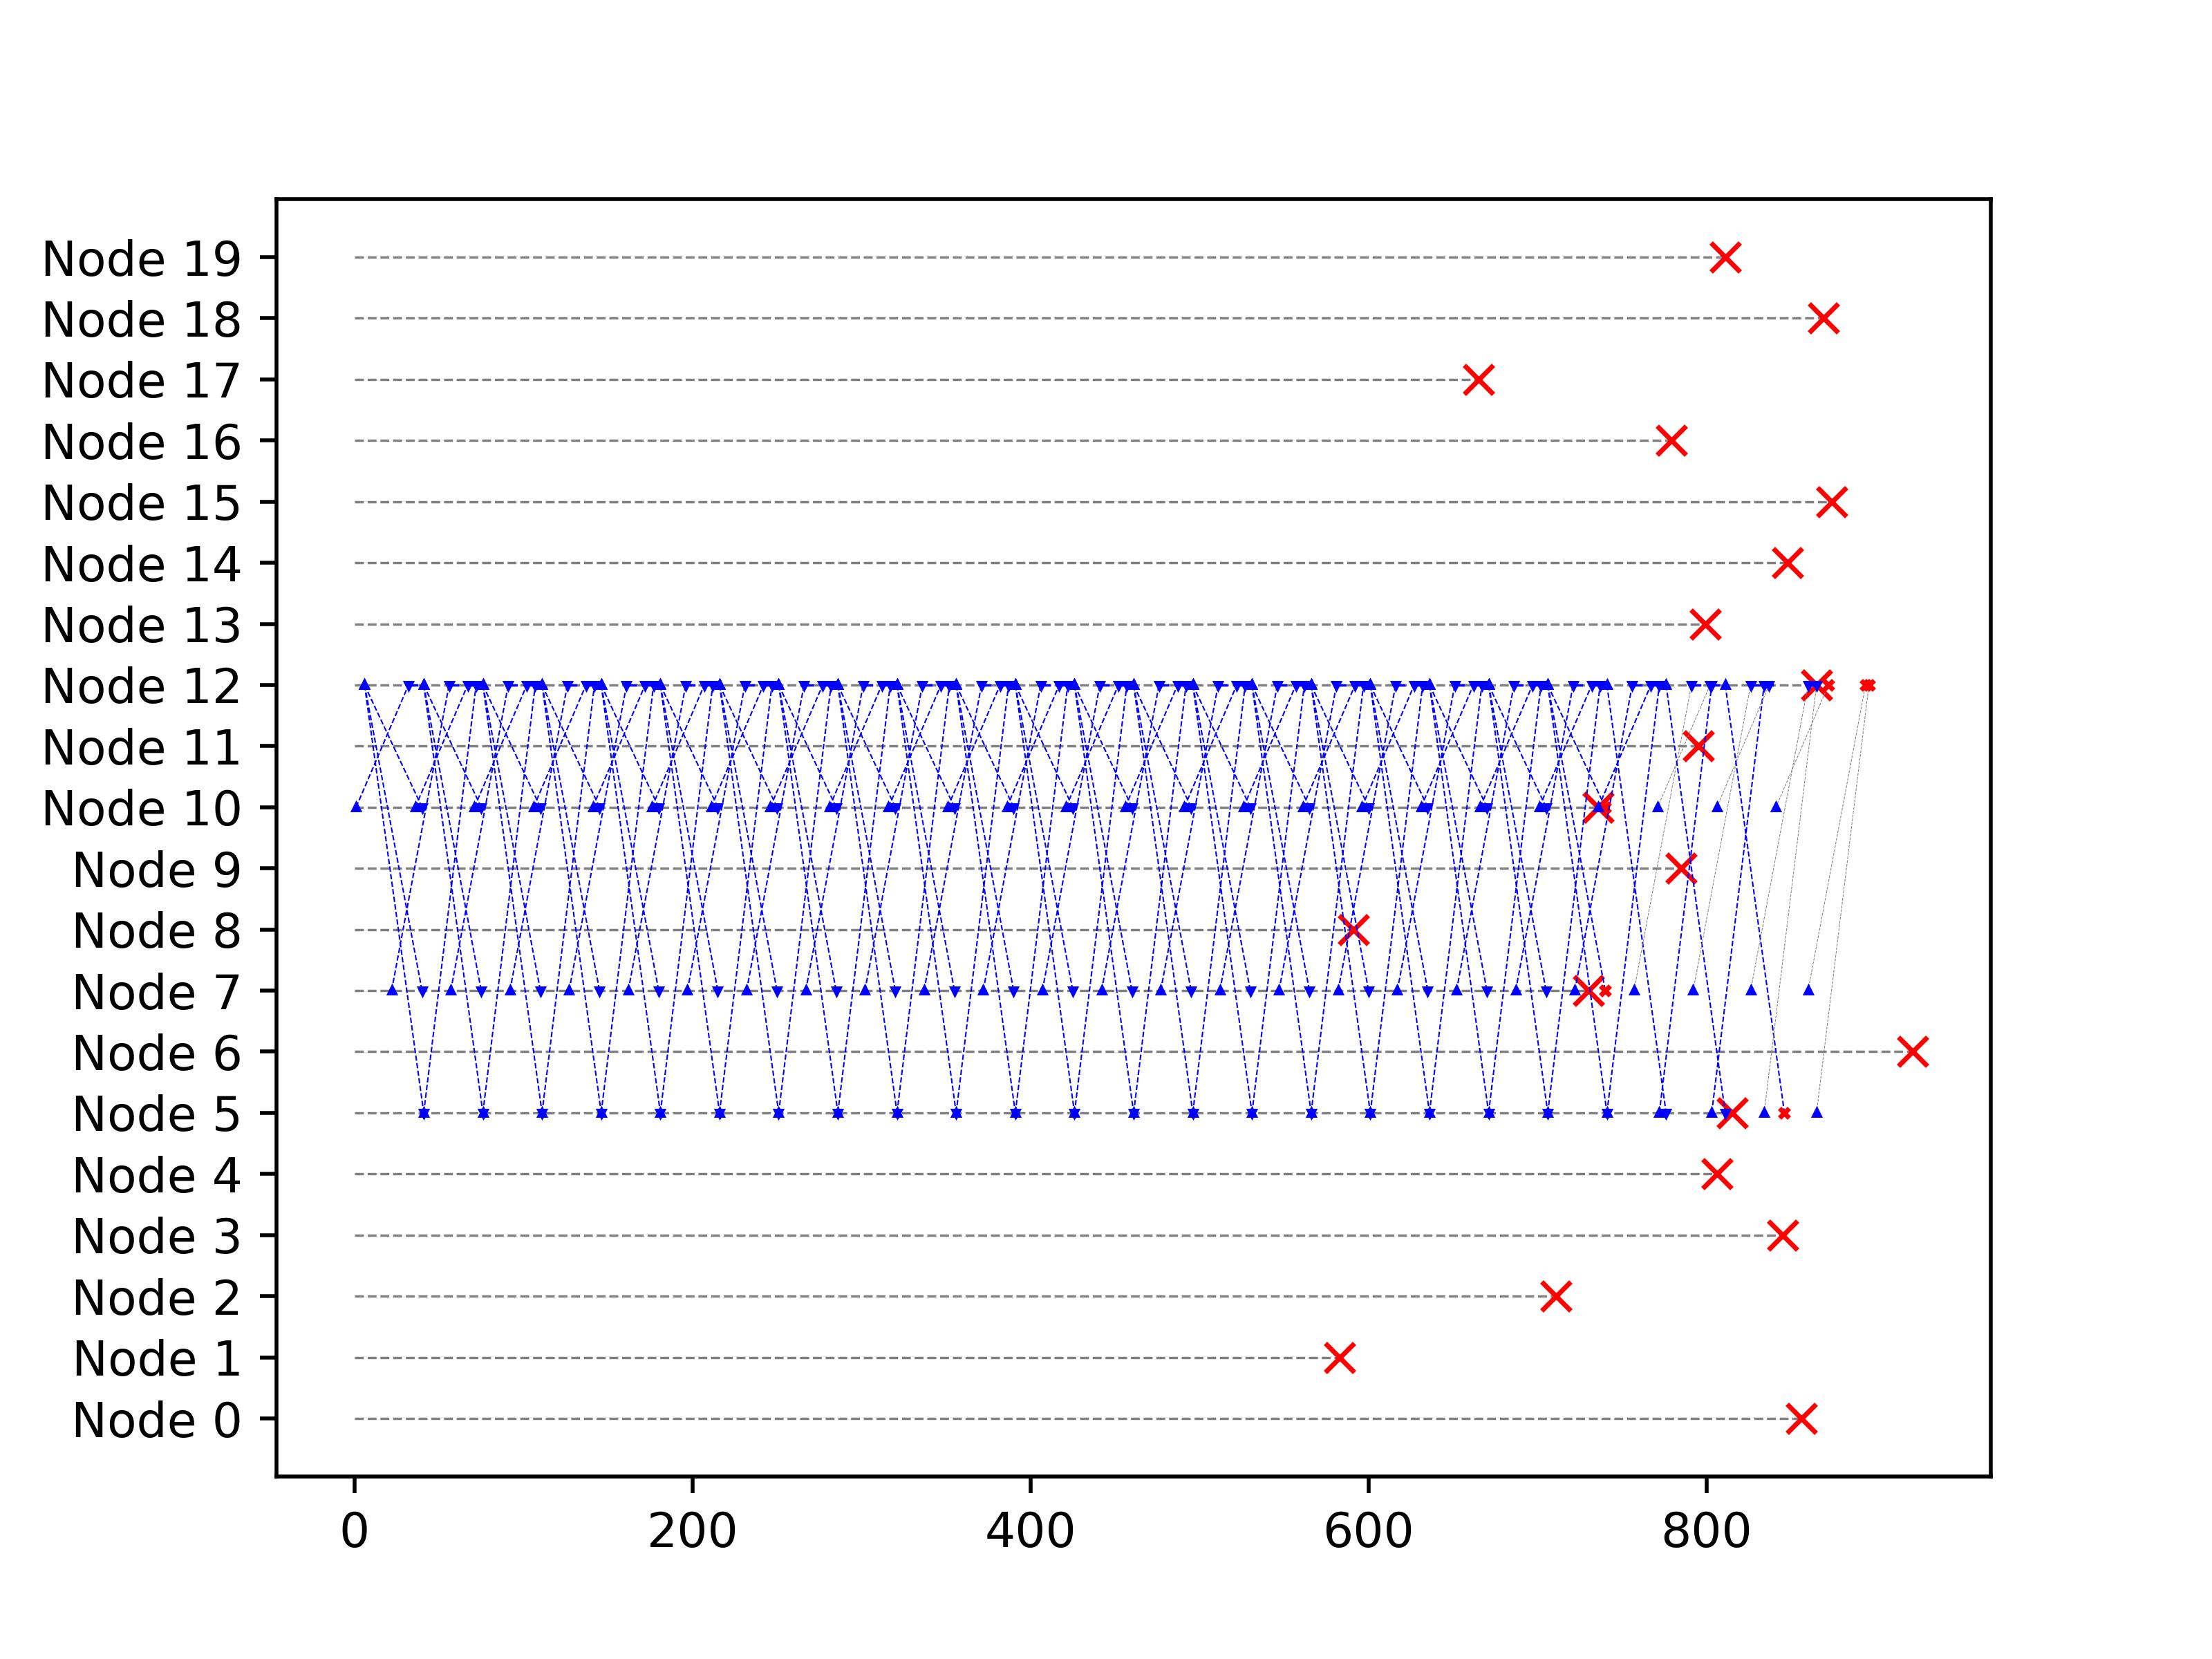 Node 19
Node 18
Node 17
Node 16
Node 15
Node 14
Node 13
Node 12
Node 11
Node 10
Node 9
Node 8
Node 7
Node 6
Node 5
Node 4
Node 3
Node 2
Node 1
Node 0
0 200 400 600 800